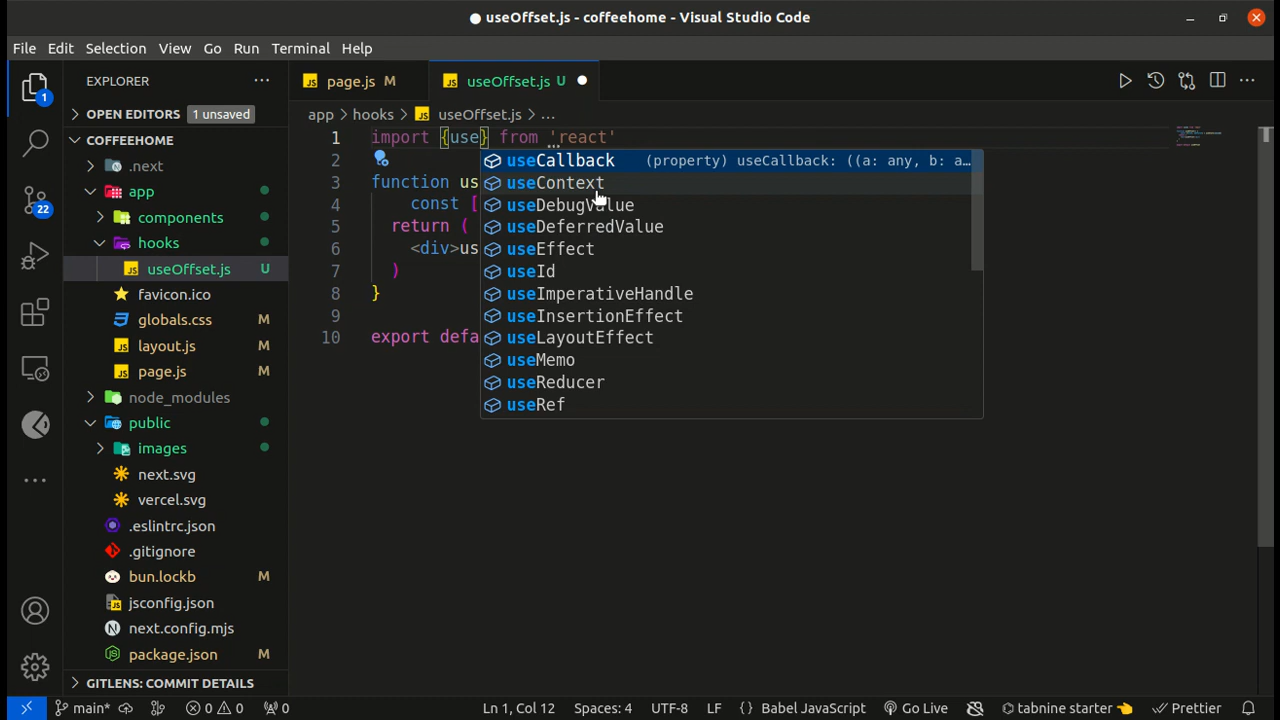 ● useOffset.js - coffeehome - Visual Studio Code
File Edit Selection View Go Run Terminal Help
EXPLORER
OPEN EDITORS 1 unsaved
COFFEEHOME
.next
app
components
hooks
useOffset.js U
favicon.ico
globals.css M
layout.js M
page.js M
node_modules
public
images
next.svg
vercel.svg
.eslintrc.json
.gitignore
bun.lockb M
jsconfig.json
next.config.mjs
package.json M
GITLENS: COMMIT DETAILS
1
22
page.js M
useOffset.js U
app > hooks > useOffset.js > ...
1 import {use} from 'react'
2
3 function us
4 const [
5 return (
6 <div>us
7 )
8 }
9
10 export defa
useCallback (property) useCallback: ((a: any, b: a…
useContext
useDebugValue
useDeferredValue
useEffect
useId
useImperativeHandle
useInsertionEffect
useLayoutEffect
useMemo
useReducer
useRef
main* 0 0 0 Ln 1, Col 12 Spaces: 4 UTF-8 LF {} Babel JavaScript Go Live tabnine starter Prettier